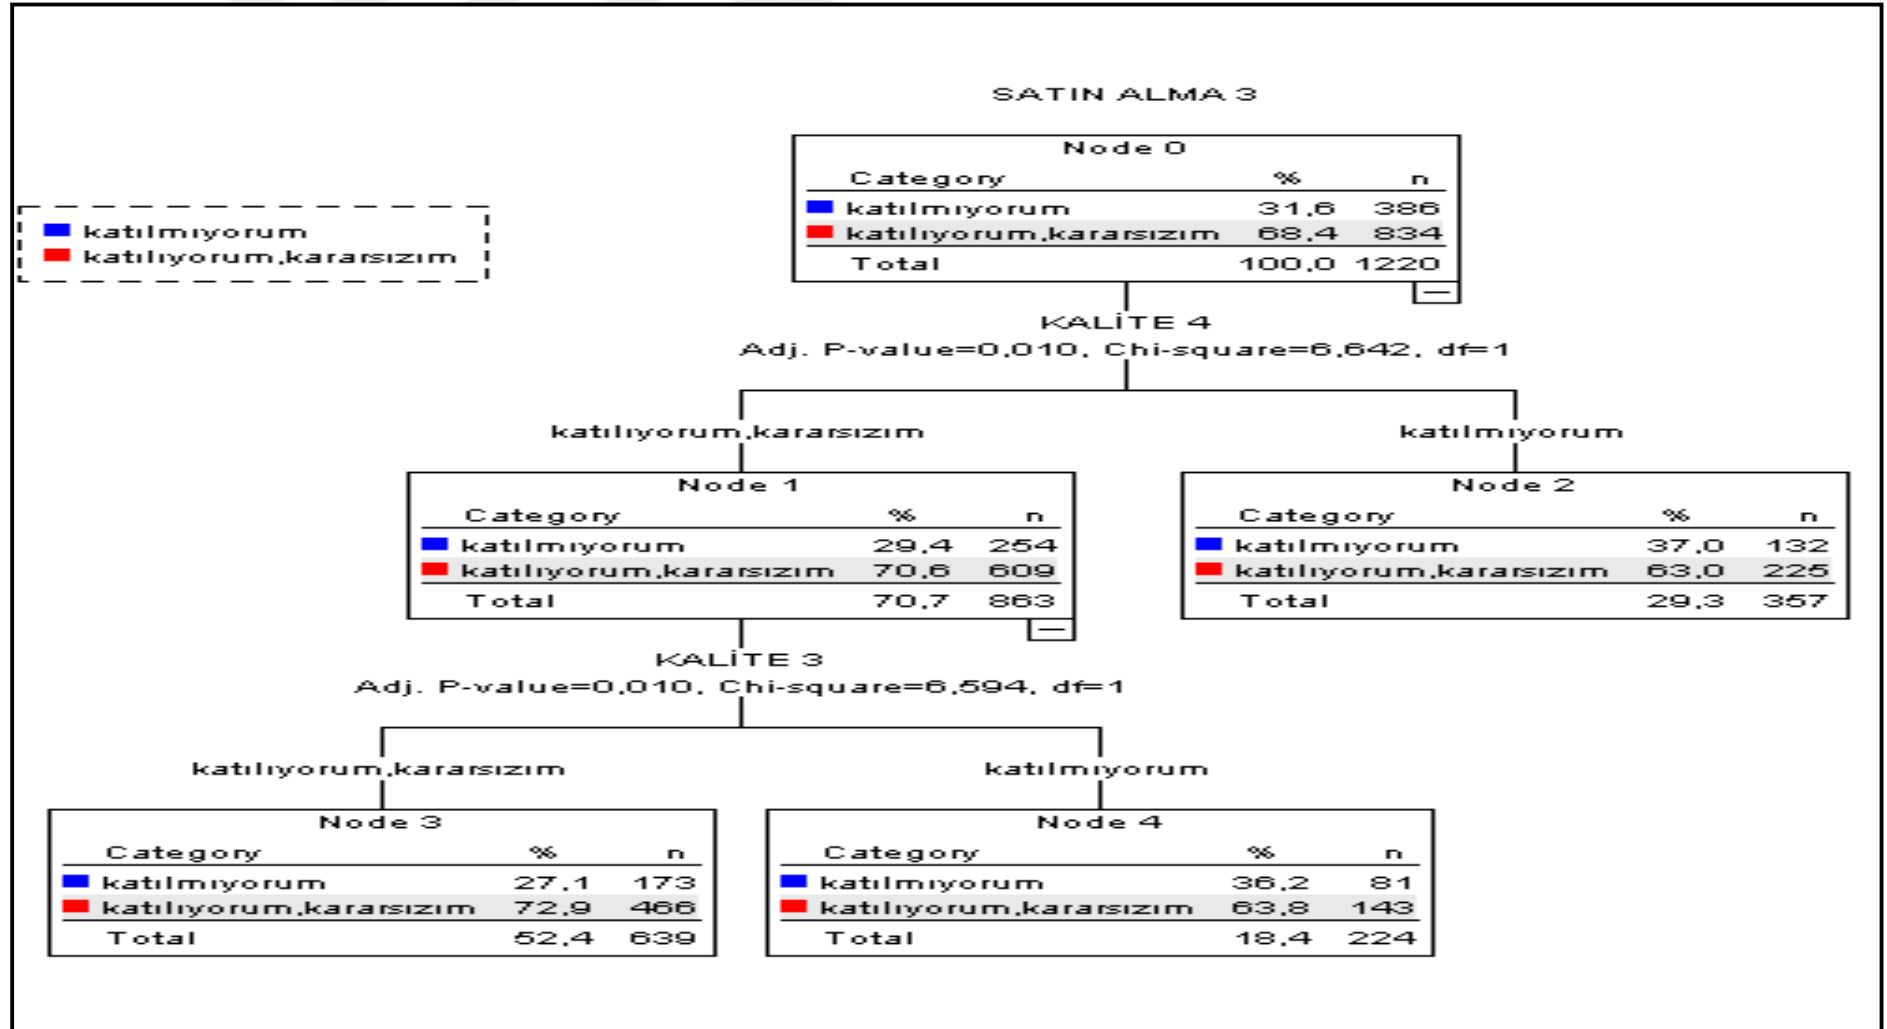 SATIN ALMA 3
Node 0
Category % n
katılmıyorum 31,6 386
katılıyorum,kararsızım 68,4 834
Total 100,0 1220
katılmıyorum
katılıyorum,kararsızım
KALİTE 4
Adj. P-value=0,010, Chi-square=6,642, df=1
katılıyorum,kararsızım
katılmıyorum
Node 1
Category % n
katılmıyorum 29,4 254
katılıyorum,kararsızım 70,6 609
Total 70,7 863
Node 2
Category % n
katılmıyorum 37,0 132
katılıyorum,kararsızım 63,0 225
Total 29,3 357
KALİTE 3
Adj. P-value=0,010, Chi-square=6,594, df=1
katılıyorum,kararsızım
katılmıyorum
Node 3
Category % n
katılmıyorum 27,1 173
katılıyorum,kararsızım 72,9 466
Total 52,4 639
Node 4
Category % n
katılmıyorum 36,2 81
katılıyorum,kararsızım 63,8 143
Total 18,4 224